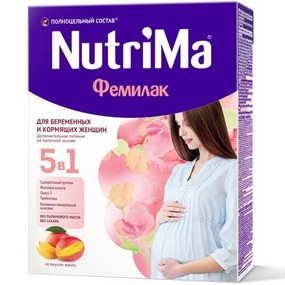 ПОЛНОЦЕННЫЙ СОСТАВ*
NutriMa
Фемилак
ДЛЯ БЕРЕМЕННЫХ
И КОРМЯЩИХ ЖЕНЩИН
Дополнительное питание
на молочной основе
5в1
Сывороточный протеин
Фолиевая кислота
Омега-3
Пребиотики
Витаминно-минеральный
комплекс
БЕЗ ПАЛЬМОВОГО МАСЛА
БЕЗ САХАРА
со вкусом манго